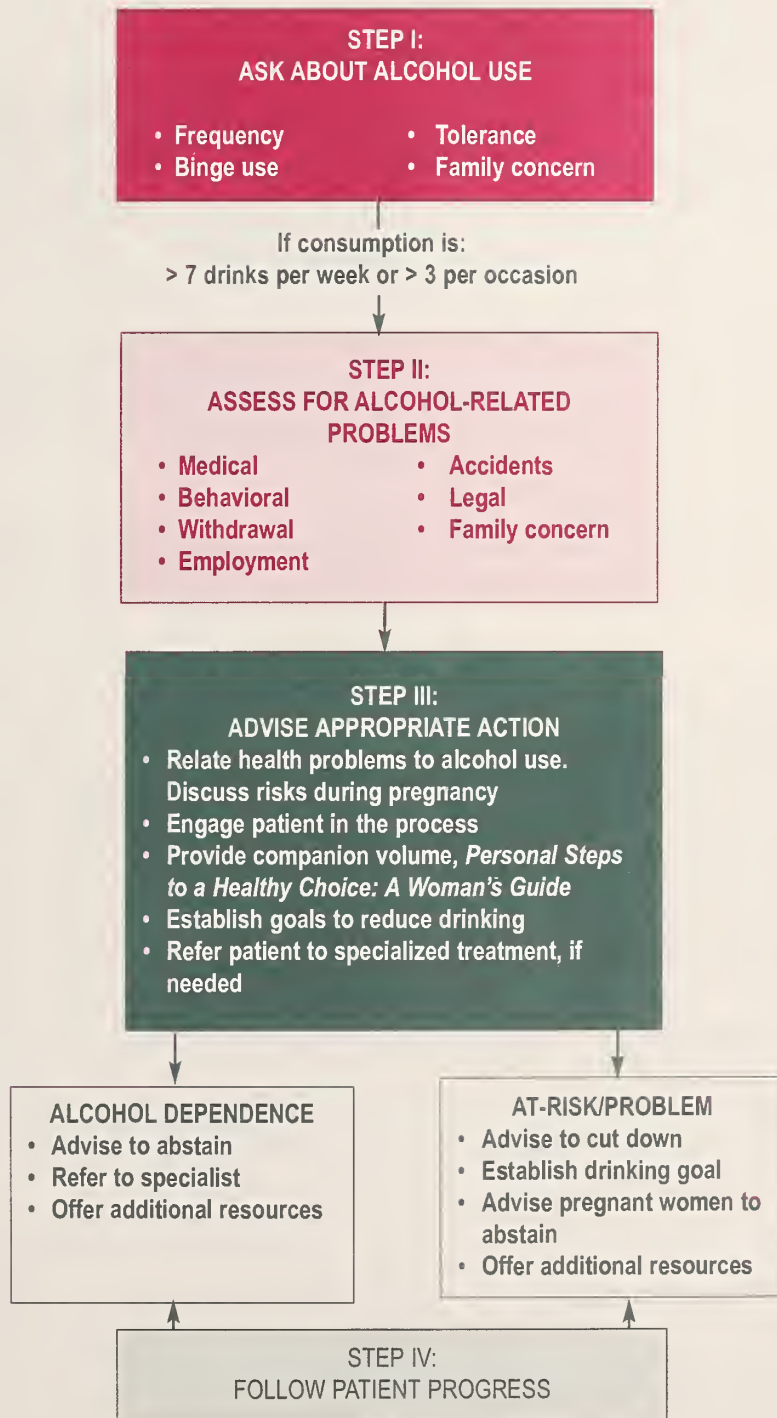 STEP I:
ASK ABOUT ALCOHOL USE
• Frequency
• Binge use
• Tolerance
• Family concern
If consumption is:
> 7 drinks per week or > 3 per occasion
STEP II:
ASSESS FOR ALCOHOL-RELATED
PROBLEMS
• Medical
• Behavioral
• Withdrawal
• Employment
• Accidents
• Legal
• Family concern
STEP III:
ADVISE APPROPRIATE ACTION
• Relate health problems to alcohol use.
Discuss risks during pregnancy
• Engage patient in the process
• Provide companion volume, Personal Steps
to a Healthy Choice: A Woman's Guide
• Establish goals to reduce drinking
• Refer patient to specialized treatment, if
needed
ALCOHOL DEPENDENCE
• Advise to abstain
• Refer to specialist
• Offer additional resources
AT-RISK/PROBLEM
• Advise to cut down
• Establish drinking goal
• Advise pregnant women to
abstain
• Offer additional resources
STEP IV:
FOLLOW PATIENT PROGRESS